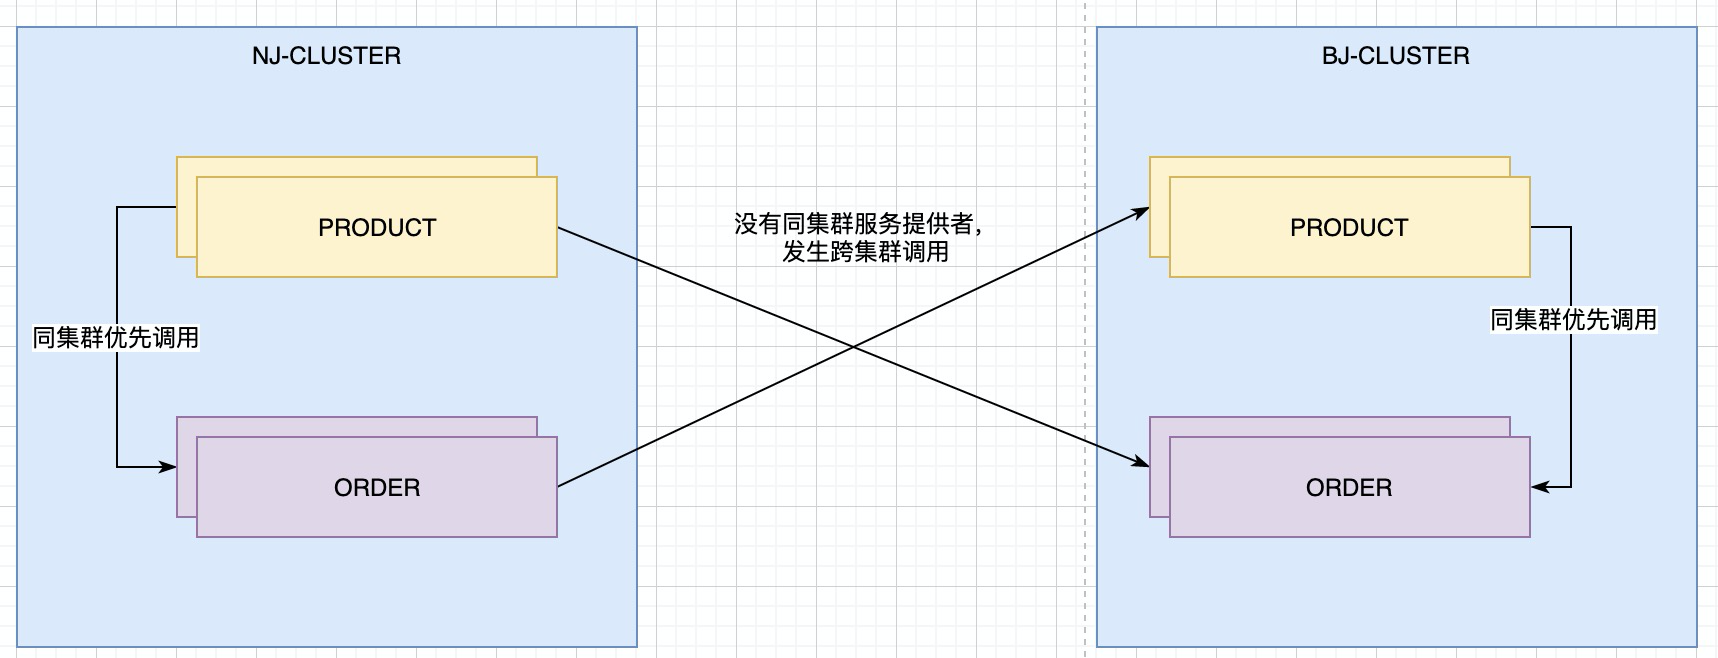 NJ-CLUSTER
BJ-CLUSTER
PRODUCT
没有同集群服务提供者，
发生跨集群调用
PRODUCT
同集群优先调用
同集群优先调用
ORDER
ORDER